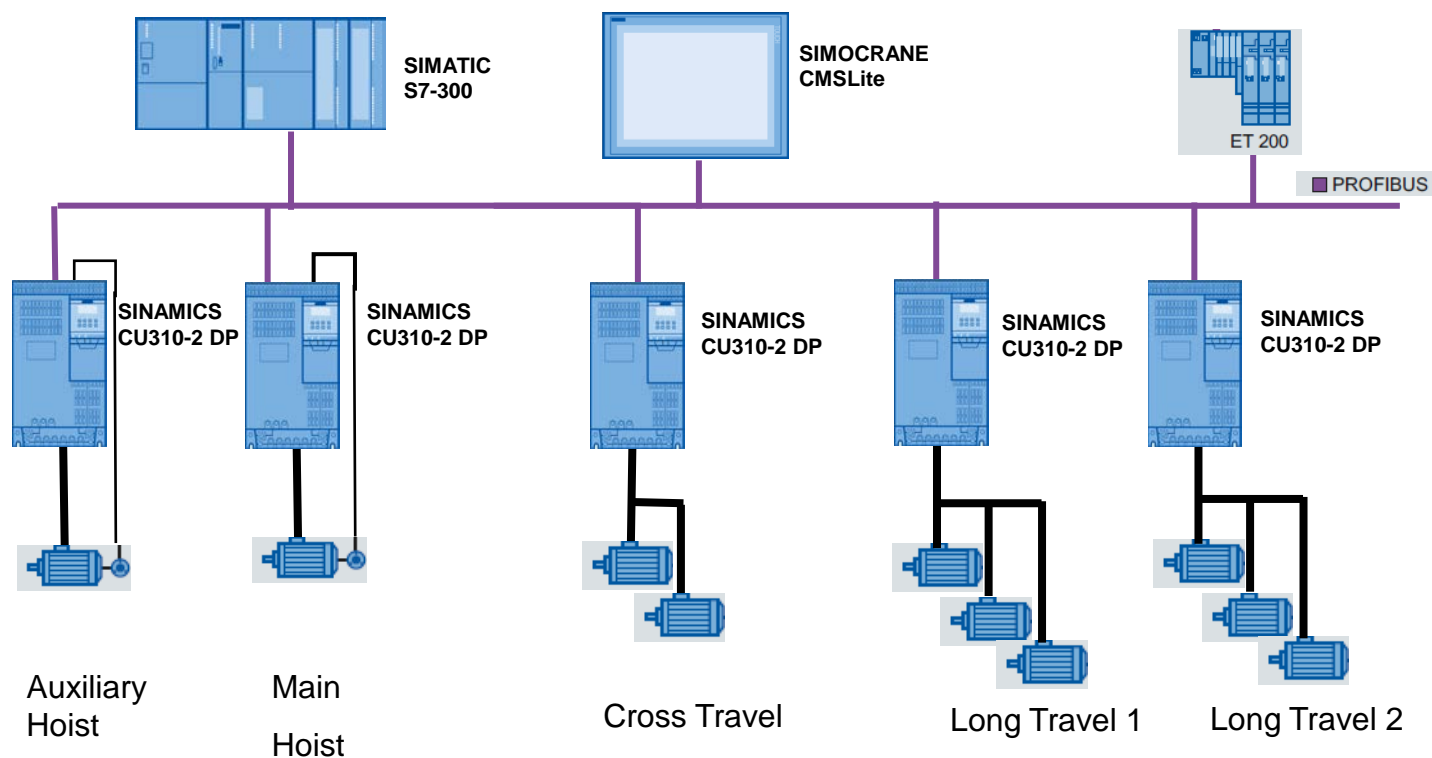 SIMATIC
S7-300
SIMOCRANE
CMSLite
ET 200
PROFIBUS
SINAMICS
CU310-2 DP
SINAMICS
CU310-2 DP
SINAMICS
CU310-2 DP
SINAMICS
CU310-2 DP
SINAMICS
CU310-2 DP
Auxiliary
Hoist
Main
Hoist
Cross Travel
Long Travel 1
Long Travel 2